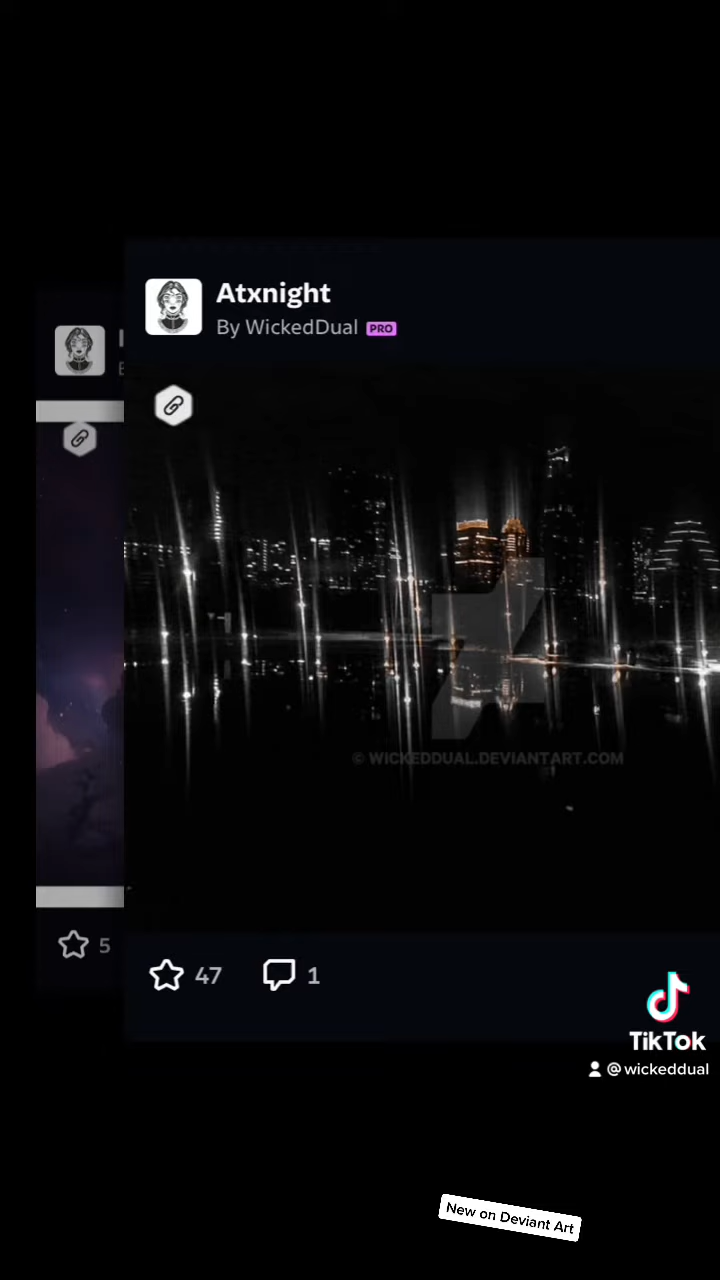 Atxnight
By WickedDual PRO
© WICKEDDUAL.DEVIANTART.COM
5
47 1
TikTok
@wickeddual
New on Deviant Art